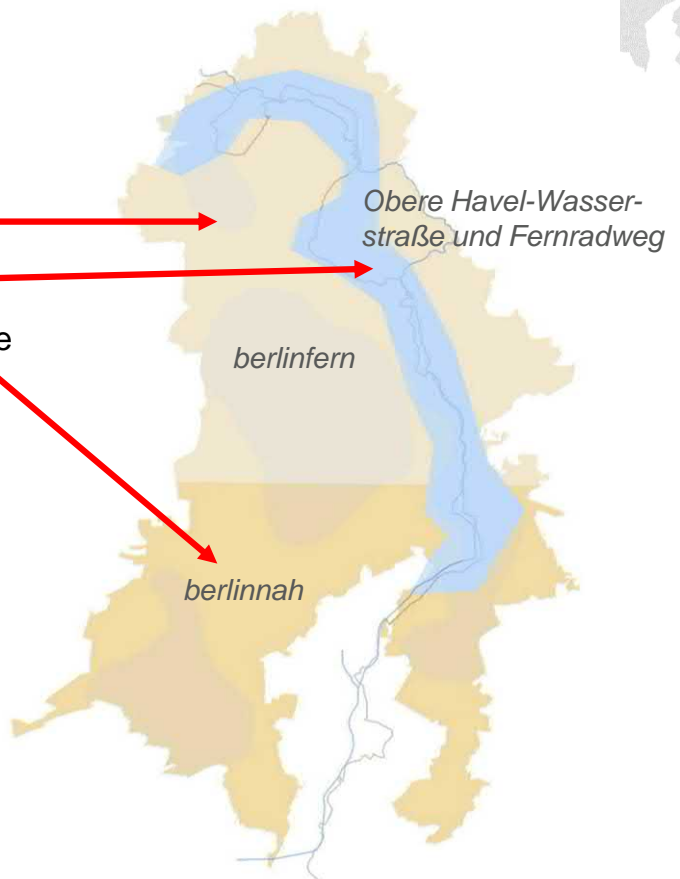 Obere Havel-Wasser-
straße und Fernradweg
e
berlinfern
berlinnah